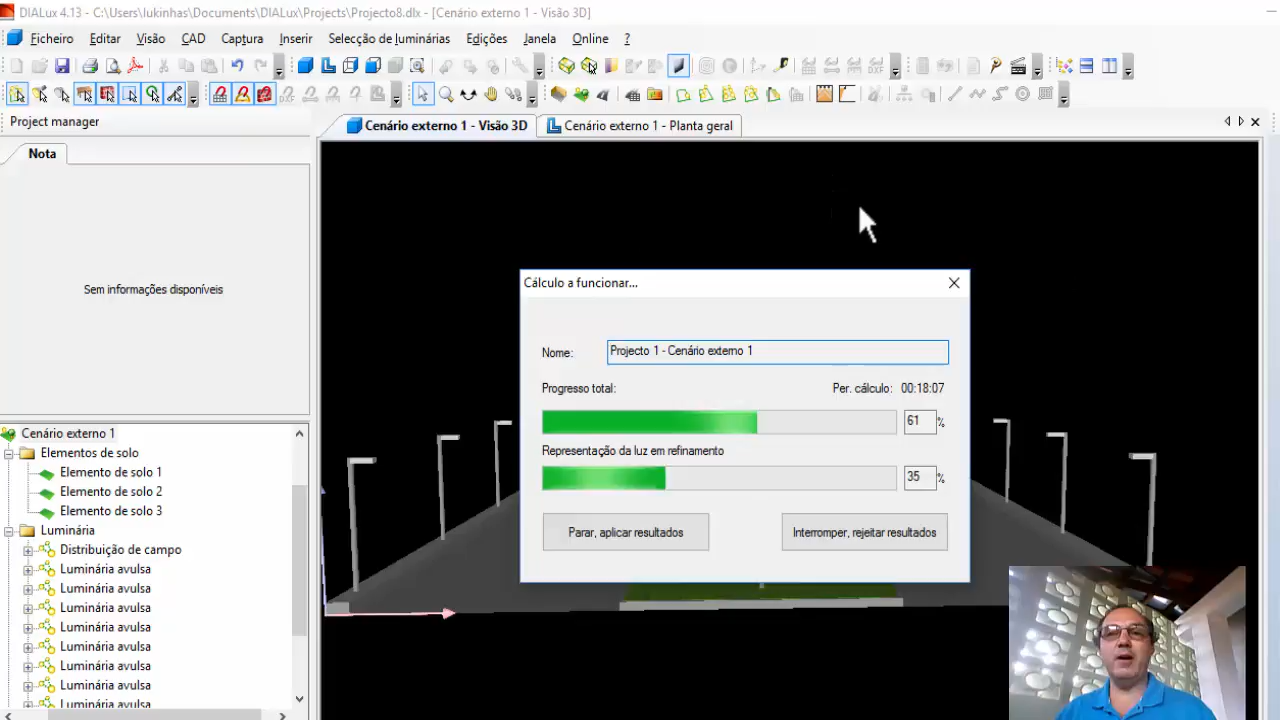 DIALux 4.13 - C:\Users\lukinhas\Documents\DIALux\Projects\Projecto8.dlx - [Cenário externo 1 - Visão 3D]
Ficheiro Editar Visão CAD Captura Inserir Selecção de luminárias Edições Janela Online ?
Project manager
Cenário externo 1 - Visão 3D
Cenário externo 1 - Planta geral
Nota
Sem informações disponíveis
Cálculo a funcionar...
Nome: Projecto 1 - Cenário externo 1
Progresso total: Per. cálculo: 00:18:07
61 %
Representação da luz em refinamento
35 %
Parar, aplicar resultados
Interromper, rejeitar resultados
Cenário externo 1
Elementos de solo
Elemento de solo 1
Elemento de solo 2
Elemento de solo 3
Luminária
Distribuição de campo
Luminária avulsa
Luminária avulsa
Luminária avulsa
Luminária avulsa
Luminária avulsa
Luminária avulsa
Luminária avulsa
Luminária avulsa